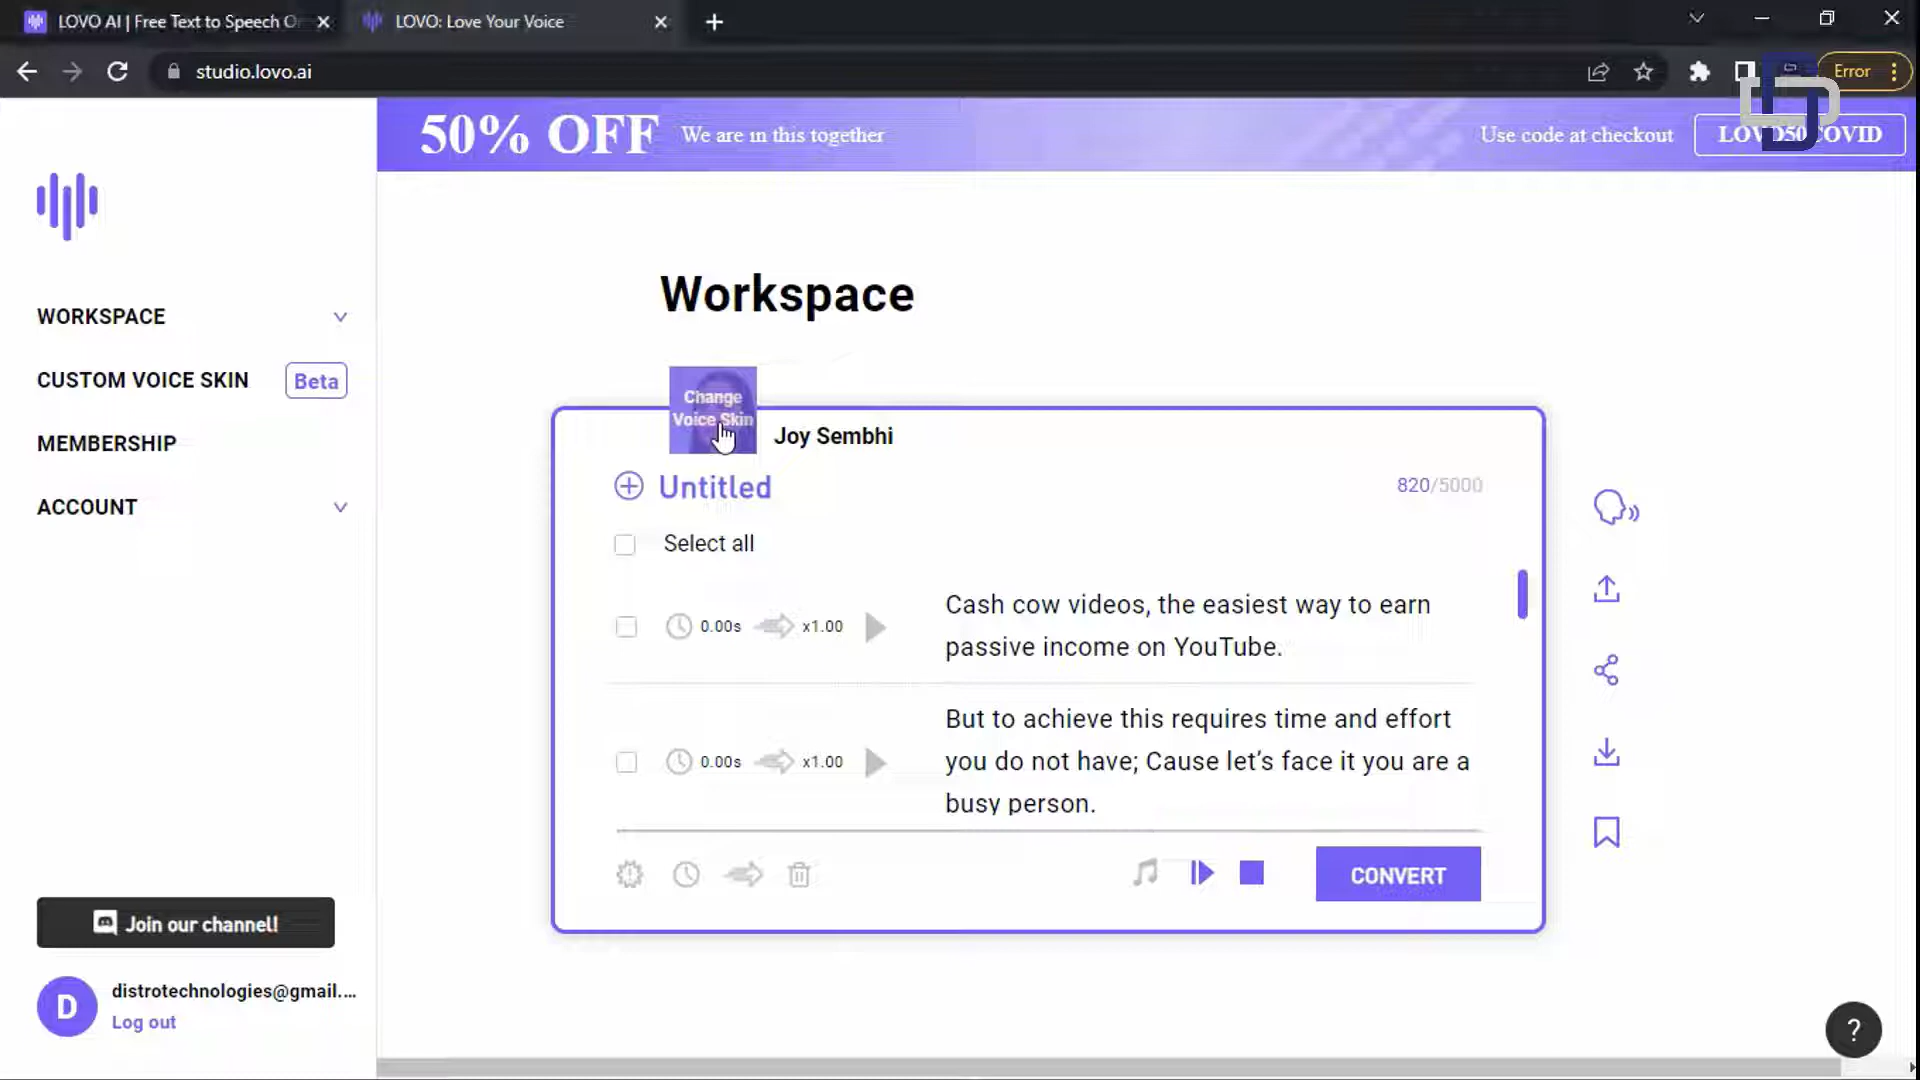 LOVO AI | Free Text to Speech O
LOVO: Love Your Voice
studio.lovo.ai
Error
50% OFF
We are in this together
Use code at checkout
LOVO50COVID
WORKSPACE
CUSTOM VOICE SKIN
Beta
MEMBERSHIP
ACCOUNT
Workspace
Change
Voice Skin
Joy Sembhi
Untitled
820/5000
Select all
0.00s
x1.00
Cash cow videos, the easiest way to earn
passive income on YouTube.
0.00s
x1.00
But to achieve this requires time and effort
you do not have; Cause let's face it you are a
busy person.
CONVERT
Join our channel!
D
distrotechnologies@gmail....
Log out
?